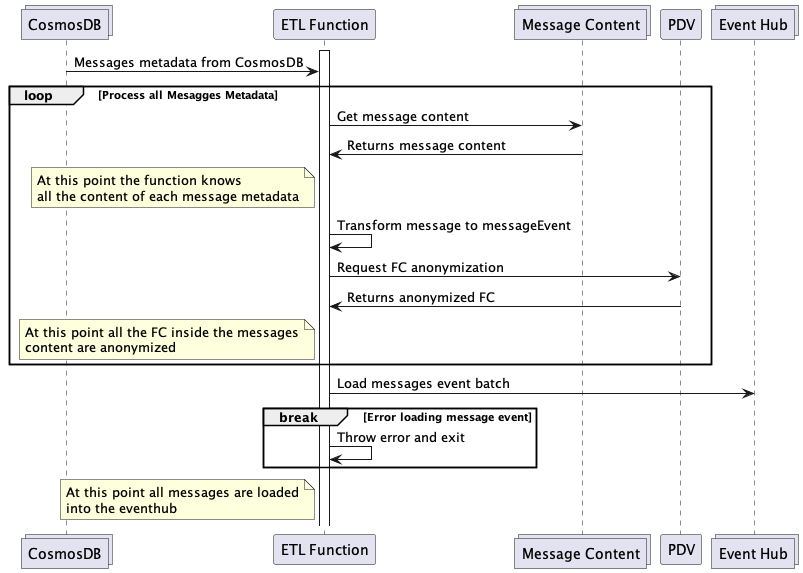 CosmosDB
ETL Function
Message Content
PDV
Event Hub
Messages metadata from CosmosDB
loop
[Process all Mesagges Metadata]
Get message content
Returns message content
At this point the function knows
all the content of each message metadata
Transform message to messageEvent
Request FC anonymization
Returns anonymized FC
At this point all the FC inside the messages
content are anonymized
Load messages event batch
break
[Error loading message event]
Throw error and exit
At this point all messages are loaded
into the eventhub
CosmosDB
ETL Function
Message Content
PDV
Event Hub